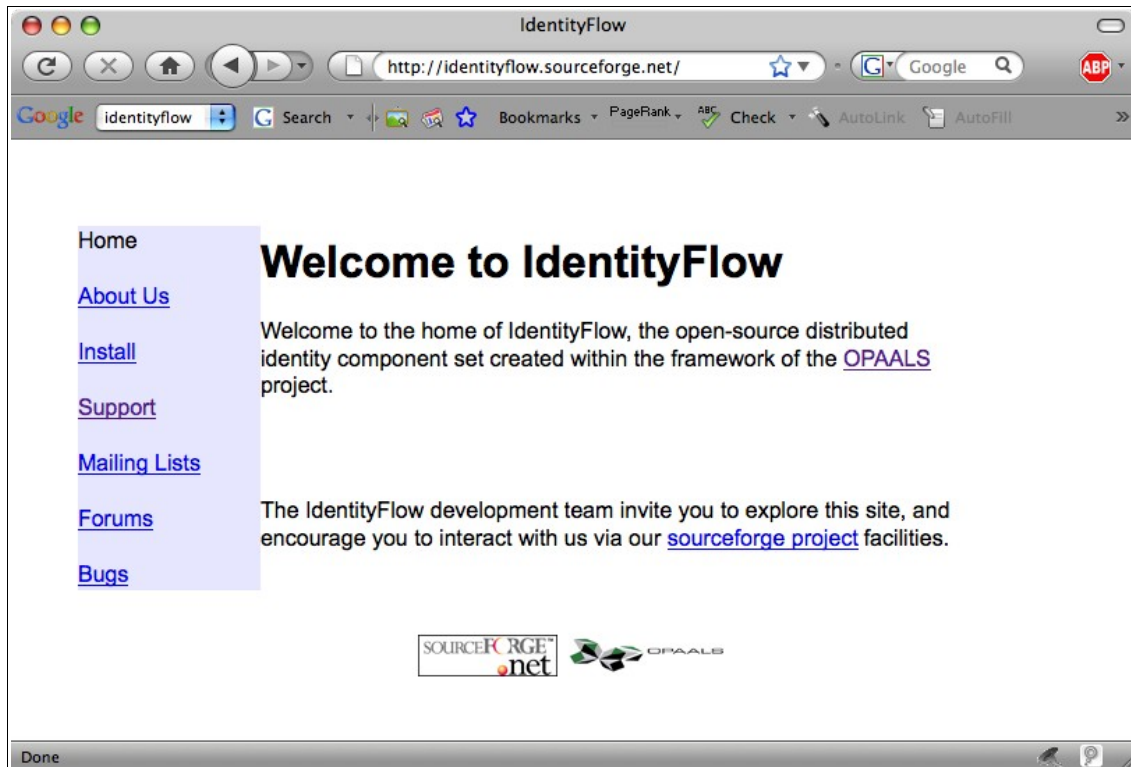 IdentityFlow
http://identityflow.sourceforge.net/
G Google
ABP
Google identityflow G Search Bookmarks PageRank ABC Check AutoLink AutoFill »
Home
About Us
Install
Support
Mailing Lists
Forums
Bugs
Welcome to IdentityFlow
Welcome to the home of IdentityFlow, the open-source distributed
identity component set created within the framework of the OPAALS
project.
The IdentityFlow development team invite you to explore this site, and
encourage you to interact with us via our sourceforge project facilities.
SOURCEFORGE™
.net
OPAALS
Done